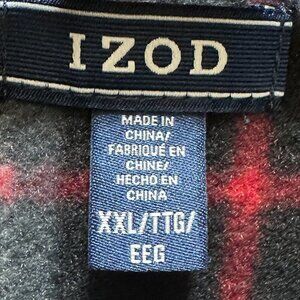 IZOD
MADE IN
CHINA/
FABRIQUÉ EN
CHINE/
HECHO EN
CHINA
XXL/TTG/
EEG